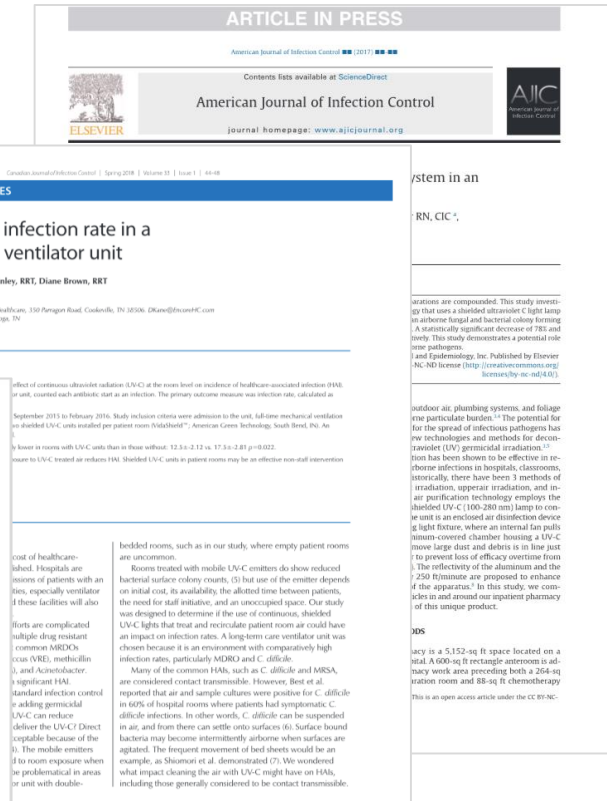 ARTICLE IN PRESS
American Journal of Infection Control ■■ (2017) ■■-■■
Contents lists available at ScienceDirect
American Journal of Infection Control
journal homepage: www.ajicjournal.org
ELSEVIER
AJIC
American Journal of
Infection Control
ystem in an
RN, CIC a,
arations are compounded. This study investi-
gy that uses a shielded ultraviolet C light lamp
an airborne fungal and bacterial colony forming
. A statistically significant decrease of 78% and
tively. This study demonstrates a potential role
orne pathogens.
l and Epidemiology, Inc. Published by Elsevier
-NC-ND license (http://creativecommons.org/
licenses/by-nc-nd/4.0/).
outdoor air, plumbing systems, and foliage
orne particulate burden.
The potential for
for the spread of infectious pathogens has
ew technologies and methods for decon-
traviolet (UV) germicidal irradiation.
tion has been shown to be effective in re-
rborne infections in hospitals, classrooms,
istorically, there have been 3 methods of
irradiation, upperair irradiation, and in-
air purification technology employs the
shielded UV-C (100-280 nm) lamp to con-
e unit is an enclosed air disinfection device
g light fixture, where an internal fan pulls
minum-covered chamber housing a UV-C
move large dust and debris is in line just
r to prevent loss of efficacy overtime from
). The reflectivity of the aluminum and the
250 ft/minute are proposed to enhance
of the apparatus. In this study, we com-
icles in and around our inpatient pharmacy
of this unique product.
DS
acy is a 5,152-sq ft space located on a
ital. A 600-sq ft rectangle anteroom is ad-
macy work area preceding both a 264-sq
ration room and 88-sq ft chemotherapy
This is an open access article under the CC BY-NC-
Canadian Journal of Infection Control | Spring 2018 | Volume 33 | Issue 1 | 44-48
ES
infection rate in a
ventilator unit
nley, RRT, Diane Brown, RRT
ealthcare, 350 Parragon Road, Cookeville, TN 38506. DKane@EncomHC.com
oga, TN
effect of continuous ultraviolet radiation (UV-C) at the room level on incidence of healthcare-associated infection (HAI).
or unit, counted each antibiotic start as an infection. The primary outcome measure was infection rate, calculated as
September 2015 to February 2016. Study inclusion criteria were admission to the unit, full-time mechanical ventilation
o shielded UV-C units installed per patient room (VidaShield™; American Green Technology, South Bend, IN). An
y lower in rooms with UV-C units than in those without: 12.3±-2.12 vs. 17.3±-2.81 p=0.022.
osure to UV-C treated air reduces HAI. Shielded UV-C units in patient rooms may be an effective non-staff intervention
cost of healthcare-
ished. Hospitals are
issions of patients with an
ties, especially ventilator
d these facilities will also
fforts are complicated
ultiple drug resistant
common MRDOs
ccus (VRE), methicillin
), and Acinetobacter.
a significant HAI.
standard infection control
e adding germicidal
UV-C can reduce
deliver the UV-C? Direct
cceptable because of the
). The mobile emitters
d to room exposure when
be problematical in areas
or unit with double-
bedded rooms, such as in our study, where empty patient rooms
are uncommon.
Rooms treated with mobile UV-C emitters do show reduced
bacterial surface colony counts, (5) but use of the emitter depends
on initial cost, its availability, the allotted time between patients,
the need for staff initiative, and an unoccupied space. Our study
was designed to determine if the use of continuous, shielded
UV-C lights that treat and recirculate patient room air could have
an impact on infection rates. A long-term care ventilator unit was
chosen because it is an environment with comparatively high
infection rates, particularly MDRO and C. difficile.
Many of the common HAIs, such as C. difficile and MRSA,
are considered contact transmissible. However, Best et al.
reported that air and sample cultures were positive for C. difficile
in 60% of hospital rooms where patients had symptomatic C.
difficile infections. In other words, C. difficile can be suspended
in air, and from there can settle onto surfaces (6). Surface bound
bacteria may become intermittently airborne when surfaces are
agitated. The frequent movement of bed sheets would be an
example, as Shiomori et al. demonstrated (7). We wondered
what impact cleaning the air with UV-C might have on HAIs,
including those generally considered to be contact transmissible.